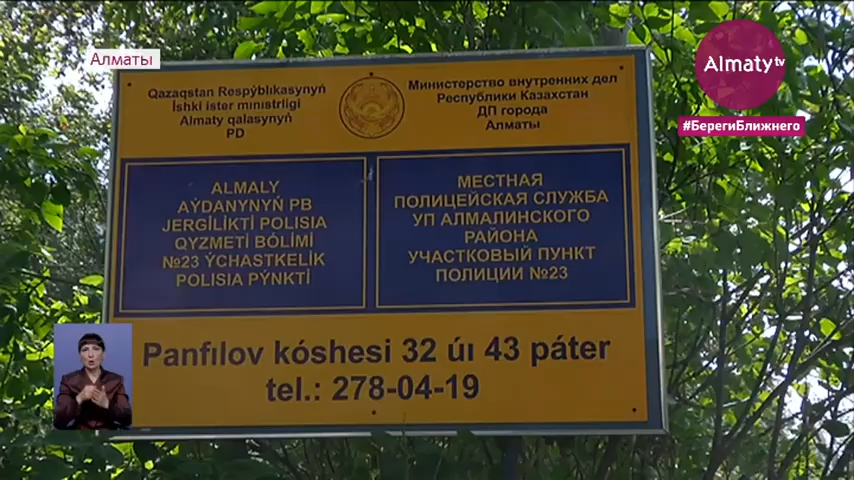 Алматы
Almaty tv
#БерегиБлижнего
Qazaqstan Respýblıkasynyń
İshki ister mınıstrligi
Almaty qalasynyń
PD
Министерство внутренних дел
Республики Казахстан
ДП города
Алматы
ALMALY
AÝDANYNYŃ PB
JERGİLİKTİ POLISIA
QYZMETİ BÓLİMİ
№23 ÝCHASTKELİK
POLISIA PÝNKTİ
МЕСТНАЯ
ПОЛИЦЕЙСКАЯ СЛУЖБА
УП АЛМАЛИНСКОГО
РАЙОНА
УЧАСТКОВЫЙ ПУНКТ
ПОЛИЦИИ №23
Panfılov kóshesi 32 úı 43 páter
tel.: 278-04-19